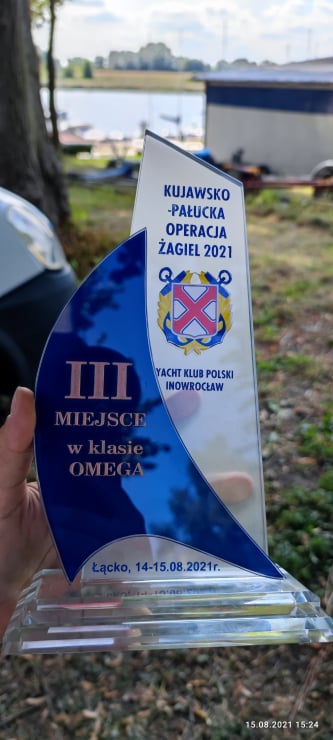 KUJAWSKO
-PAŁUCKA
OPERACJA
ŻAGIEL 2021
YACHT KLUB POLSKI
INOWROCŁAW
III
MIEJSCE
w klasie
OMEGA
Łącko, 14-15.08.2021r.
15.08.2021 15:24